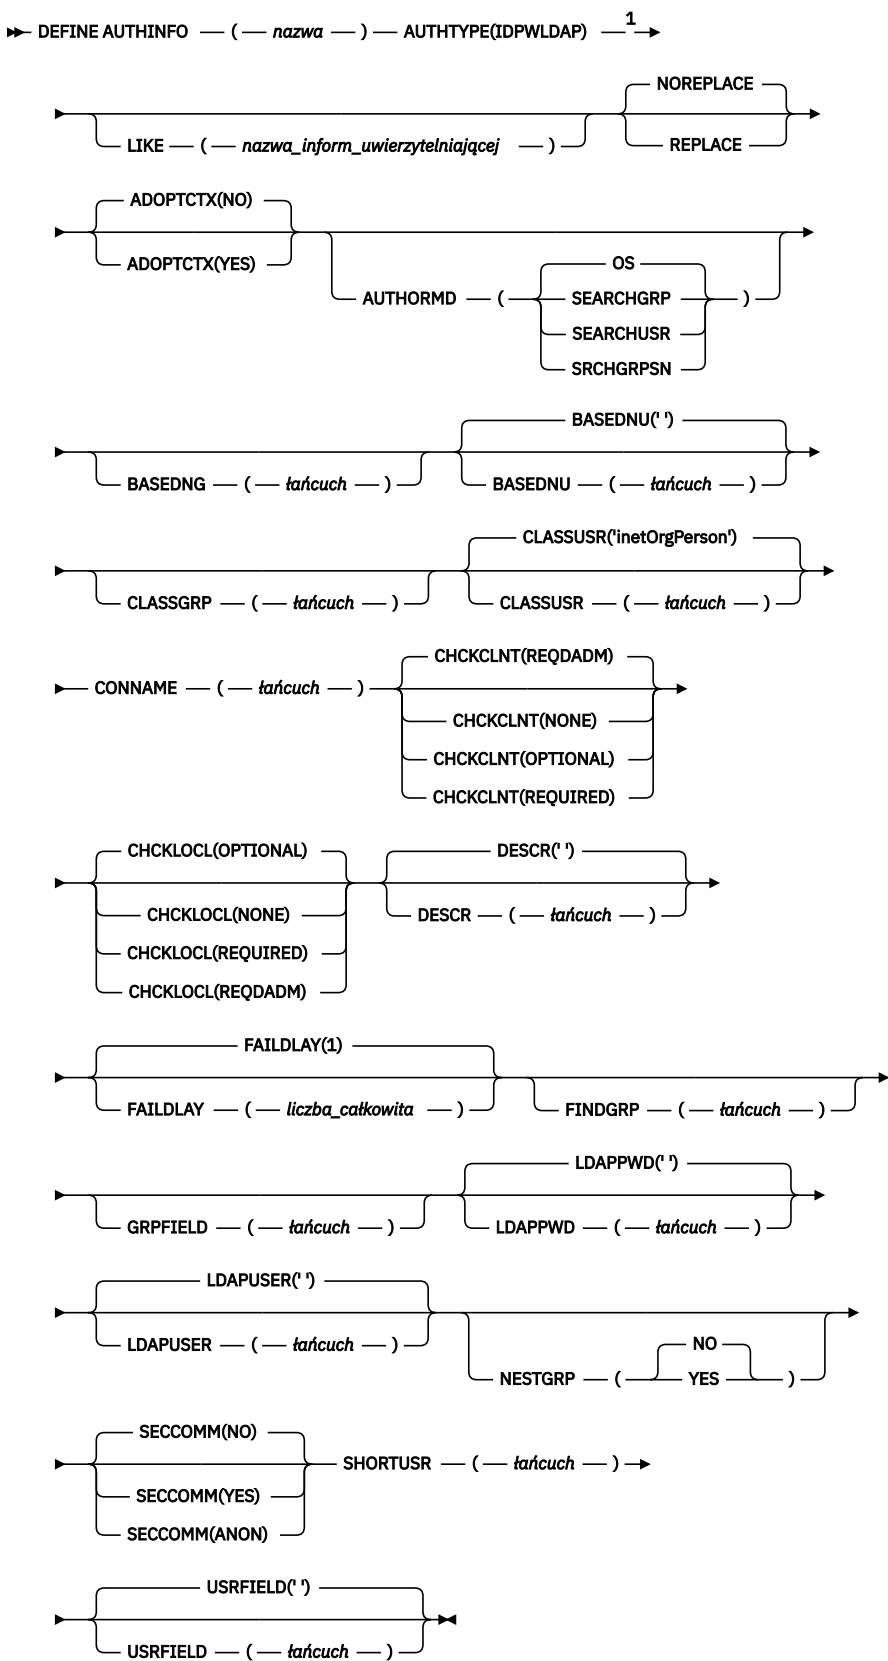 DEFINE AUTHINFO ( nazwa ) AUTHTYPE(IDPWLDAP) 1
NOREPLACE
LIKE ( nazwa_inform_uwierzytelniającej ) REPLACE
ADOPTCTX(NO)
ADOPTCTX(YES) OS
AUTHORMD ( SEARCHGRP )
SEARCHUSR
SRCHGRPSN
BASEDNU(' ')
BASEDNG ( łańcuch ) BASEDNU ( łańcuch )
CLASSUSR('inetOrgPerson')
CLASSGRP ( łańcuch ) CLASSUSR ( łańcuch )
CHCKCLNT(REQDADM)
CONNAME ( łańcuch )
CHCKCLNT(NONE)
CHCKCLNT(OPTIONAL)
CHCKCLNT(REQUIRED)
CHCKLOCL(OPTIONAL) DESCR(' ')
CHCKLOCL(NONE) DESCR ( łańcuch )
CHCKLOCL(REQUIRED)
CHCKLOCL(REQDADM)
FAILDLAY(1)
FAILDLAY ( liczba_całkowita ) FINDGRP ( łańcuch )
LDAPPWD(' ')
GRPFIELD ( łańcuch ) LDAPPWD ( łańcuch )
LDAPUSER(' ')
LDAPUSER ( łańcuch ) NO
NESTGRP ( YES )
SECCOMM(NO)
SHORTUSR ( łańcuch )
SECCOMM(YES)
SECCOMM(ANON)
USRFIELD(' ')
USRFIELD ( łańcuch )